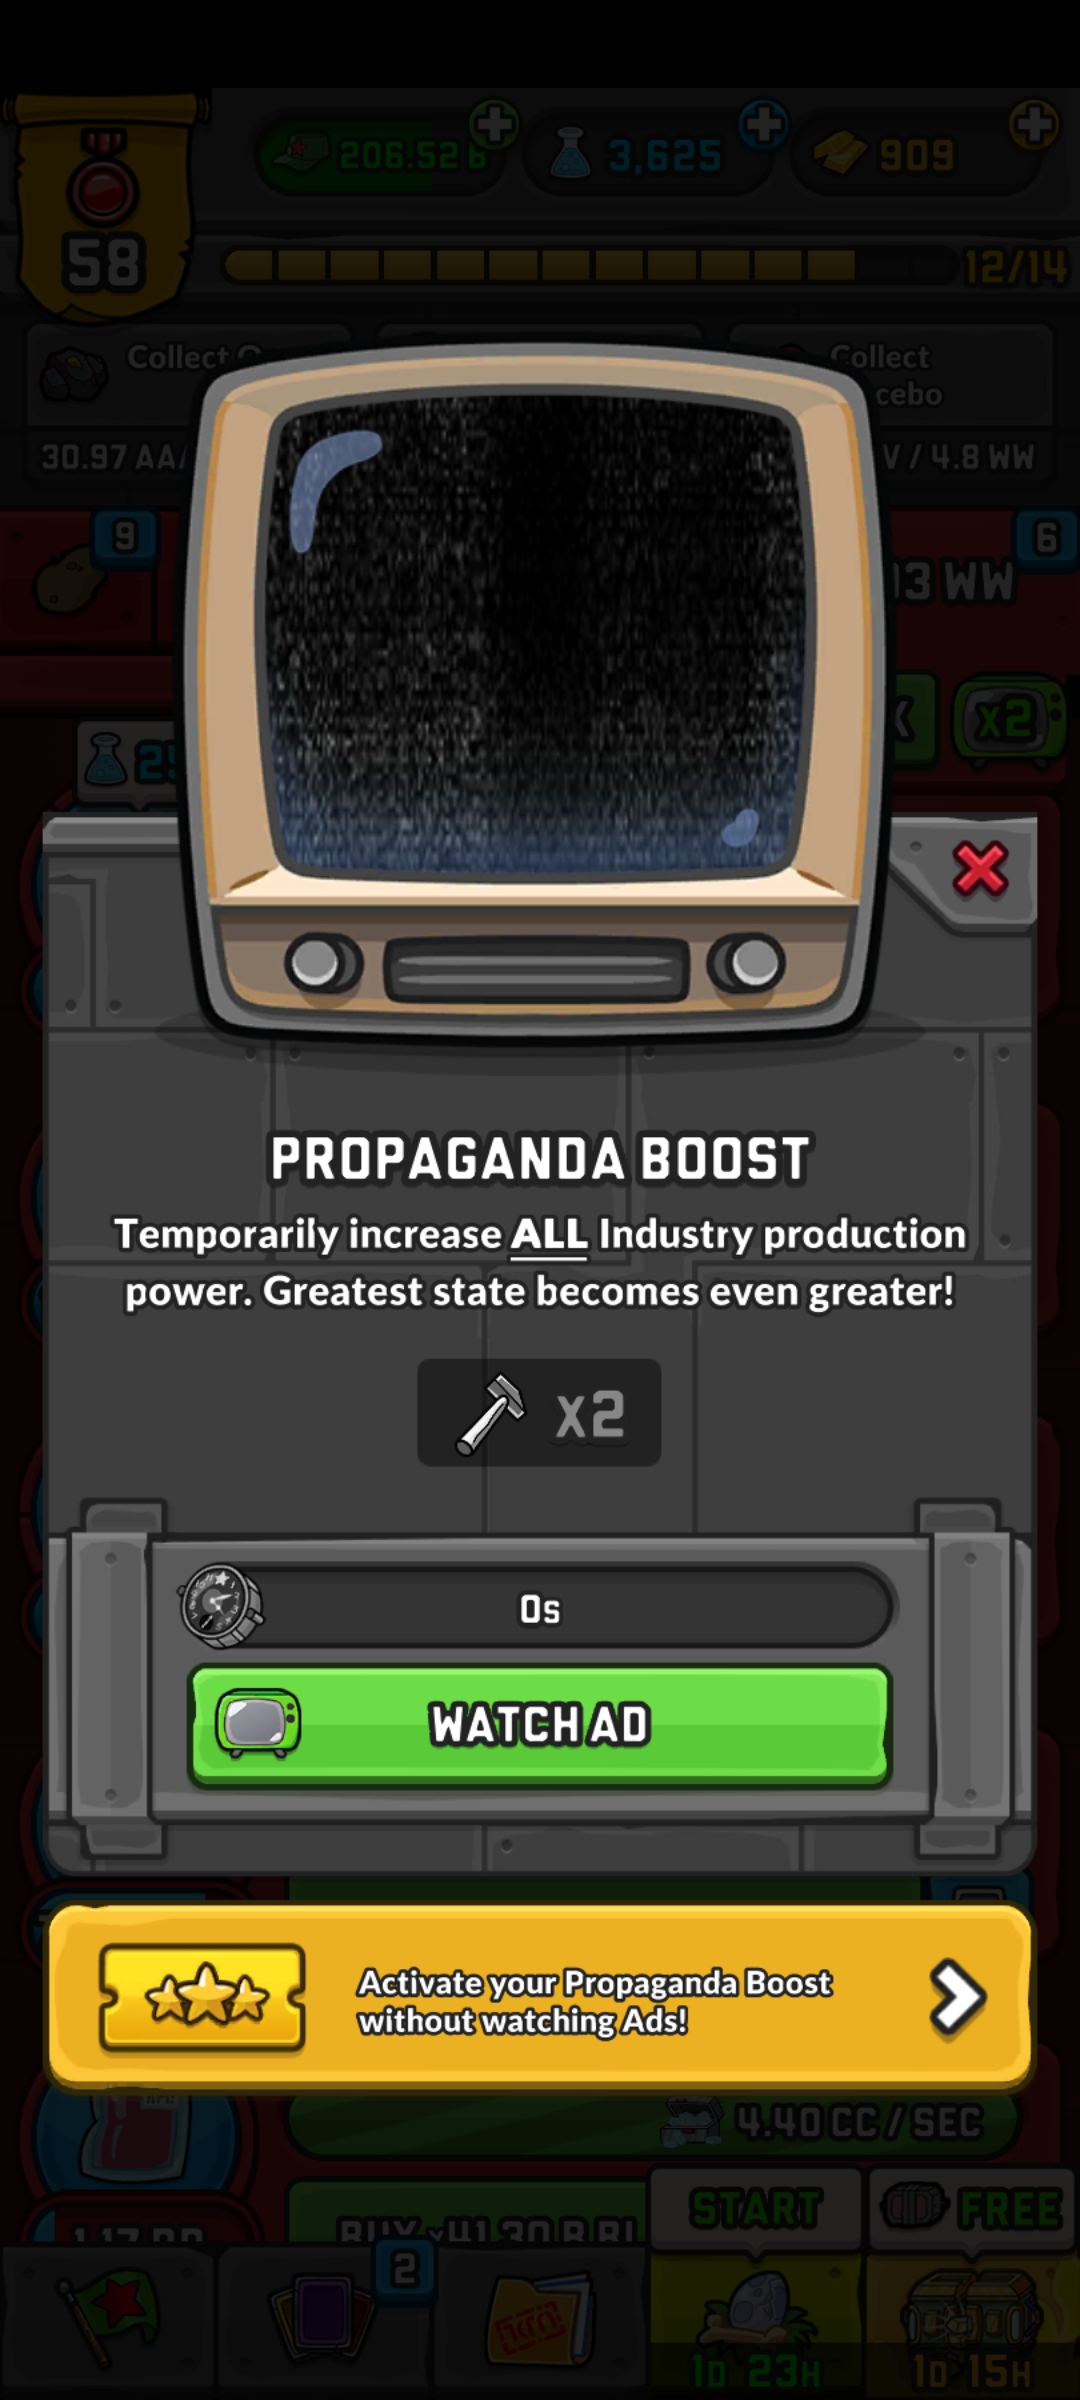 206.52 B
3,625
909
58
12/14
Collect
Collect
cebo
30.97 AA/
V / 4.8 WW
9
6
03 WW
x2
PROPAGANDA BOOST
Temporarily increase ALL Industry production
power. Greatest state becomes even greater!
x2
0s
WATCH AD
Activate your Propaganda Boost
without watching Ads!
4.40 CC / SEC
START
FREE
2
1D 23H
1D 15H